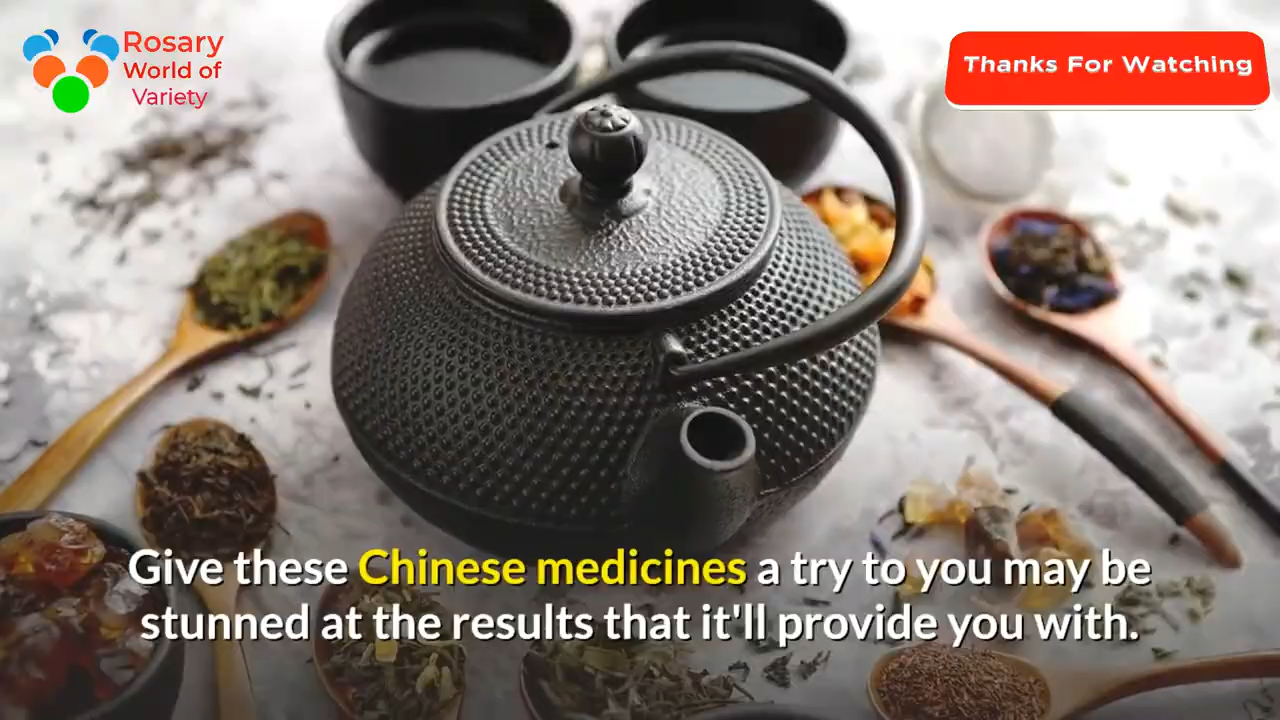 Rosary
World of
Variety
Thanks For Watching
Give these Chinese medicines a try to you may be
stunned at the results that it'll provide you with.